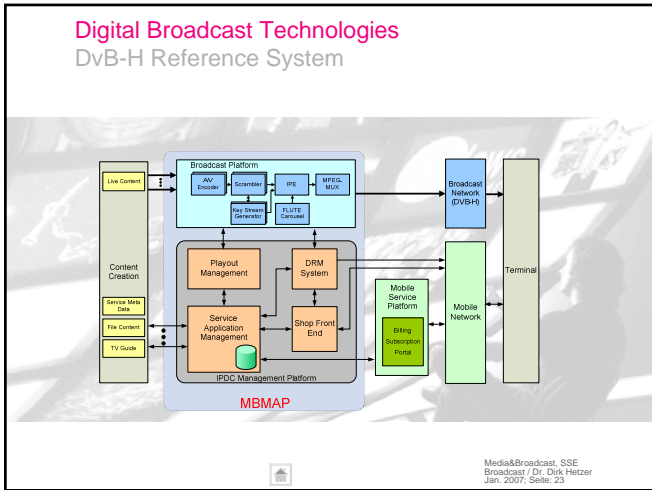 Digital Broadcast Technologies
DvB-H Reference System
Broadcast Platform
Live Content
A/V
Encoder
Scrambler
IPE
MPEG-
MUX
Key Stream
Generator
FLUTE
Carousel
Broadcast
Network
(DVB-H)
Content
Creation
Playout
Management
DRM
System
Terminal
Service Meta
Data
File Content
TV Guide
Service
Application
Management
Shop Front
End
Mobile
Service
Platform
Billing
Subscription
Portal
Mobile
Network
IPDC Management Platform
MBMAP
Media&Broadcast, SSE
Broadcast / Dr. Dirk Hetzer
Jan. 2007; Seite: 23